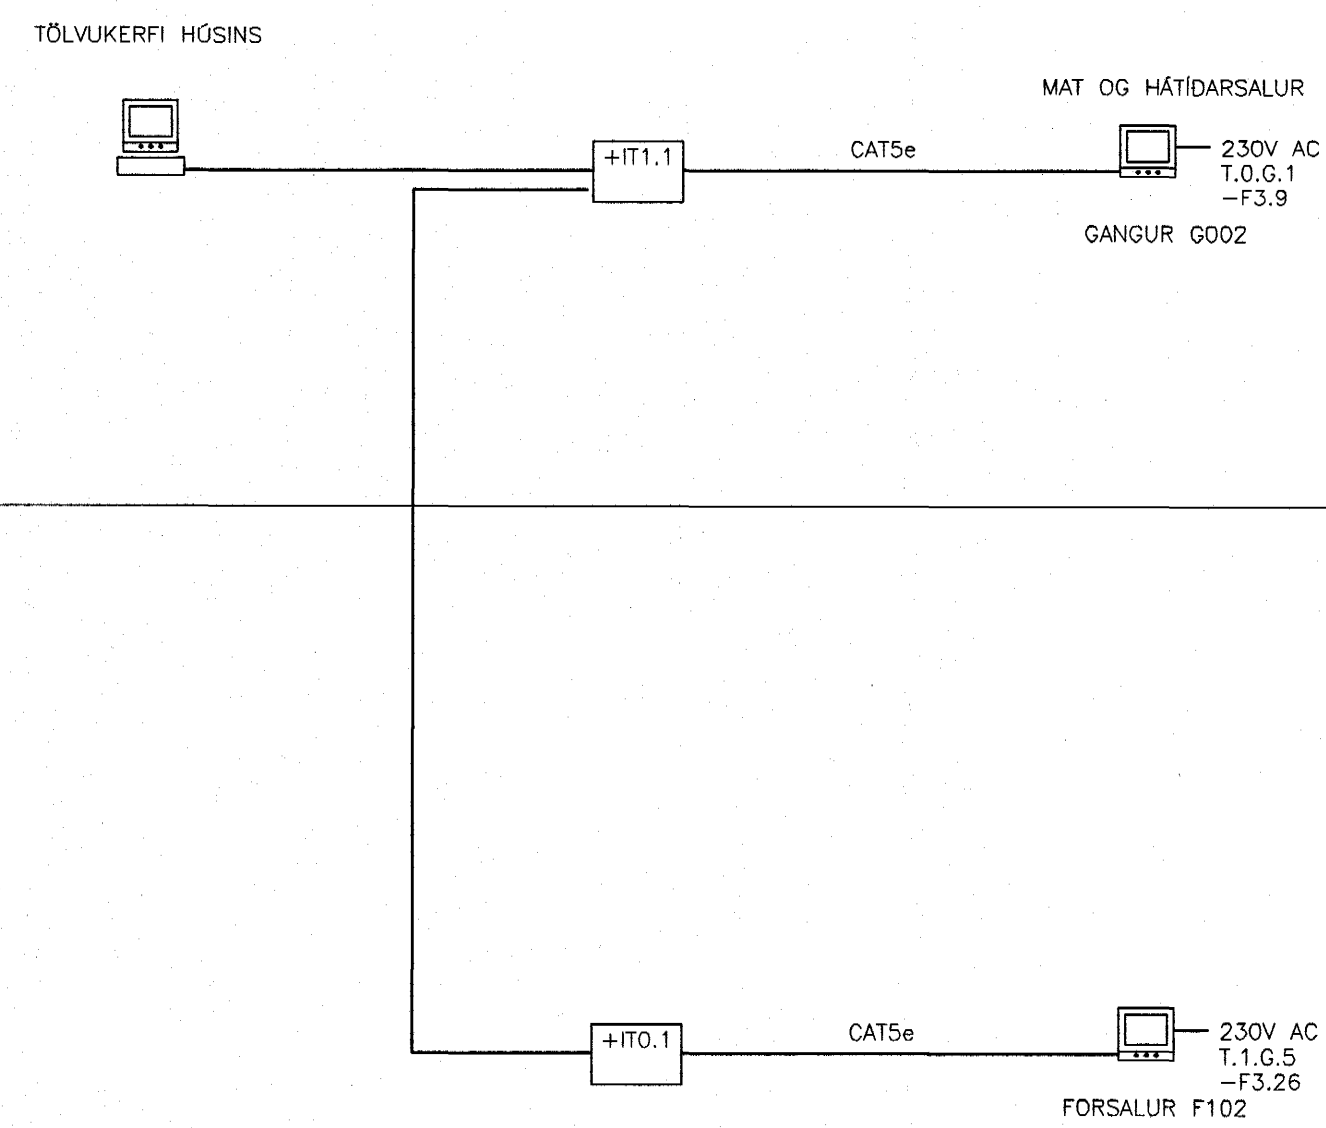 TÖLVUKERFI HÚSINS
MAT OG HÁTÍÐARSALUR
+IT1.1
CAT5e
230V AC
T.0.G.1
-F3.9
GANGUR G002
+IT0.1
CAT5e
230V AC
T.1.G.5
-F3.26
FORSALUR F102